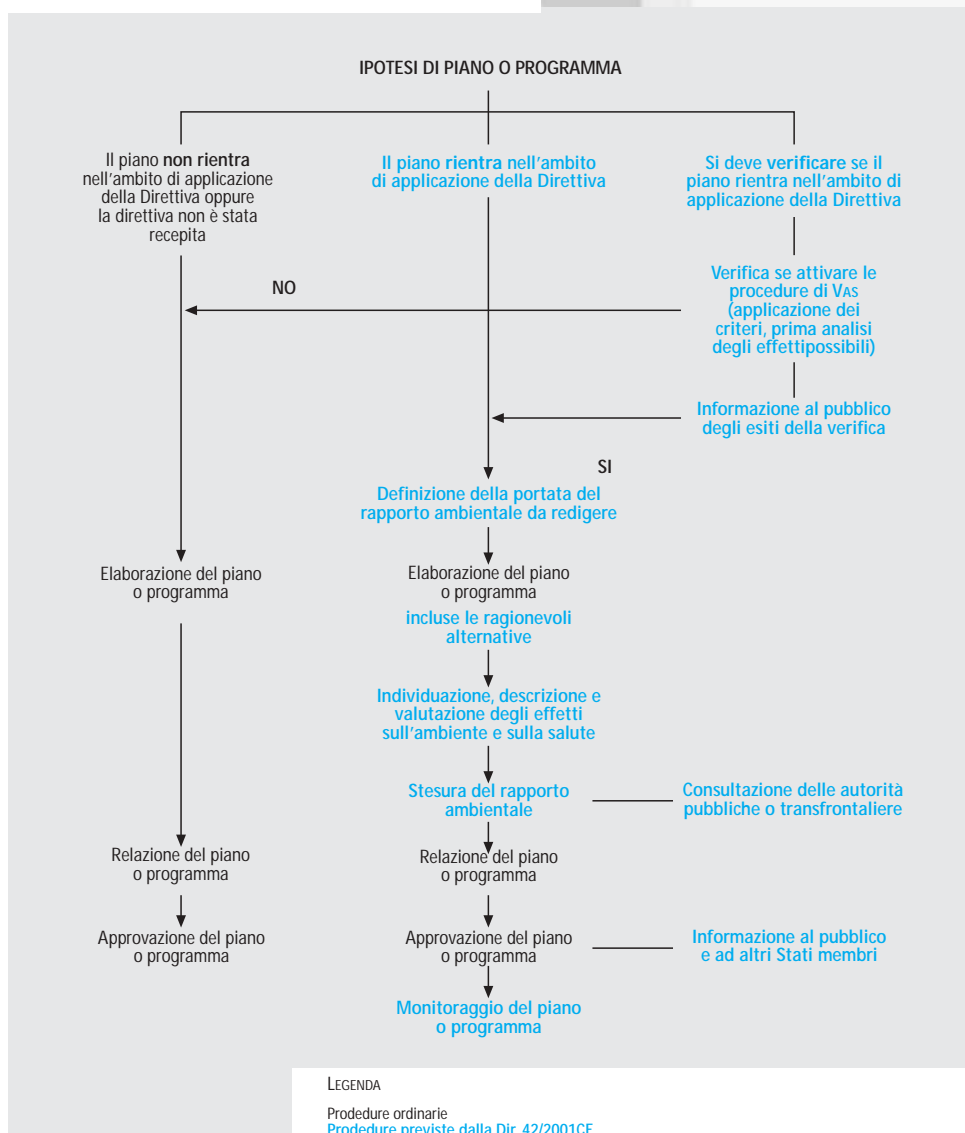 IPOTESI DI PIANO O PROGRAMMA
Il piano non rientra
nell'ambito di applicazione
della Direttiva oppure
la direttiva non è stata
recepita
Il piano rientra nell'ambito
di applicazione della Direttiva
Si deve verificare se il
piano rientra nell'ambito di
applicazione della Direttiva
Verifica se attivare le
procedure di VAS
(applicazione dei
criteri, prima analisi
degli effettipossibili)
NO
Informazione al pubblico
degli esiti della verifica
SI
Definizione della portata del
rapporto ambientale da redigere
Elaborazione del piano
o programma
Elaborazione del piano
o programma
incluse le ragionevoli
alternative
Individuazione, descrizione e
valutazione degli effetti
sull'ambiente e sulla salute
Stesura del rapporto
ambientale
Consultazione delle autorità
pubbliche o transfrontaliere
Relazione del piano
o programma
Relazione del piano
o programma
Approvazione del piano
o programma
Approvazione del piano
o programma
Informazione al pubblico
e ad altri Stati membri
Monitoraggio del piano
o programma
LEGENDA
Prodedure ordinarie
Prodedure previste dalla Dir. 42/2001CE